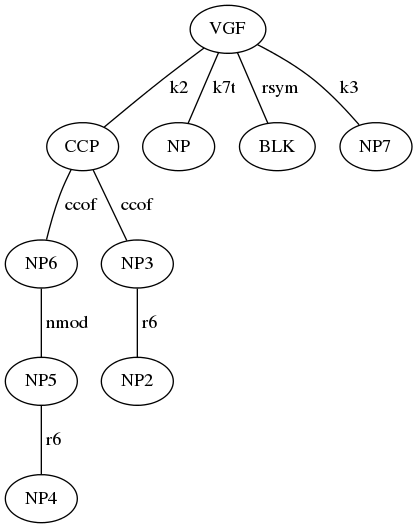 VGF
k2 k7t rsym k3
CCP NP BLK NP7
ccof ccof
NP6 NP3
nmod r6
NP5 NP2
r6
NP4